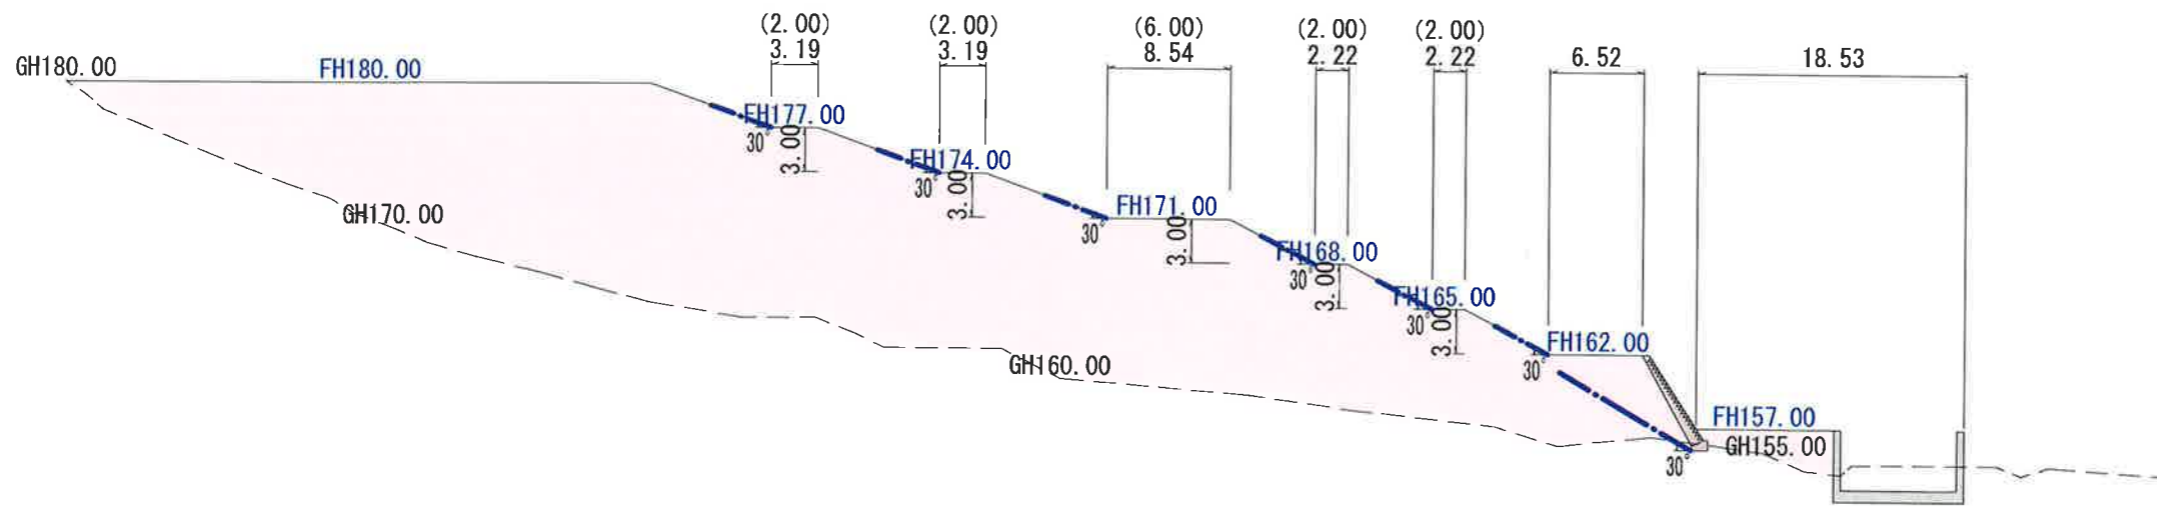 (2.00)
3.19
(2.00)
3.19
(6.00)
8.54
(2.00)
2.22
(2.00)
2.22
6.52
18.53
GH180.00
FH180.00
FH177.00
30°
3.00
FH174.00
30°
3.00
GH170.00
FH171.00
30°
3.00
FH168.00
30°
3.00
FH165.00
30°
3.00
GH160.00
FH162.00
30°
FH157.00
GH155.00
30°